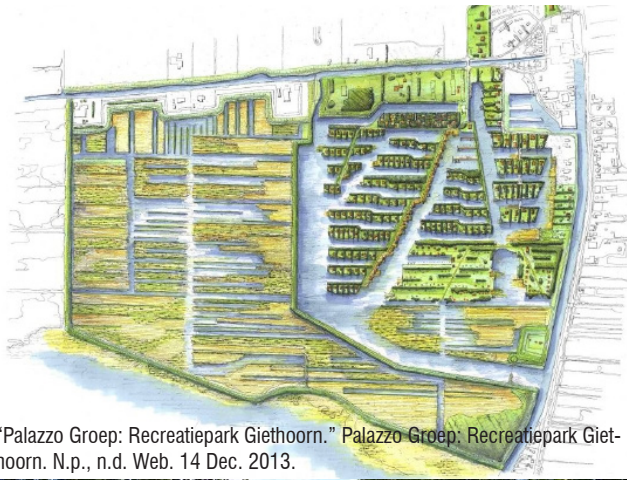 “Palazzo Groep: Recreatiepark Giethoorn.” Palazzo Groep: Recreatiepark Giet-
hoorn. N.p., n.d. Web. 14 Dec. 2013.